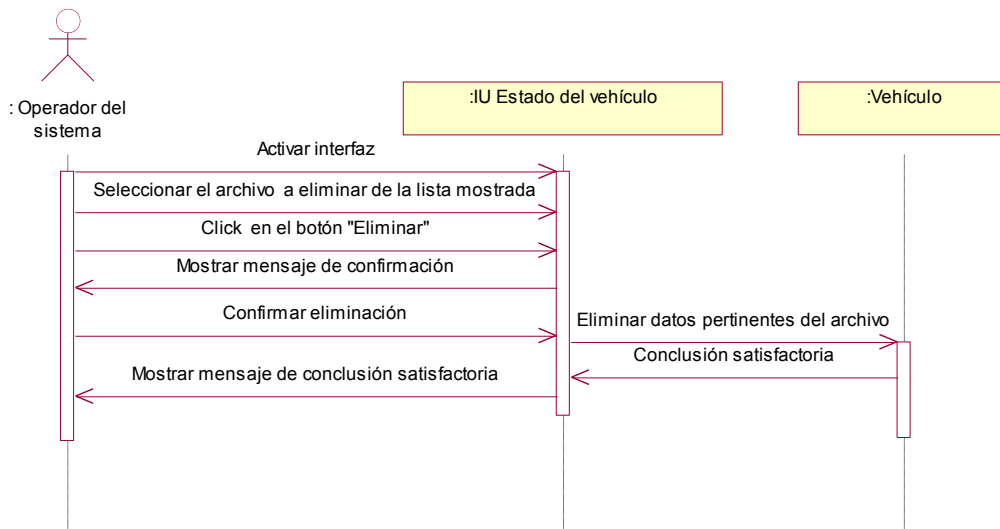 : Operador del
sistema
:IU Estado del vehículo
:Vehículo
Activar interfaz
Seleccionar el archivo a eliminar de la lista mostrada
Click en el botón "Eliminar"
Mostrar mensaje de confirmación
Confirmar eliminación
Eliminar datos pertinentes del archivo
Conclusión satisfactoria
Mostrar mensaje de conclusión satisfactoria